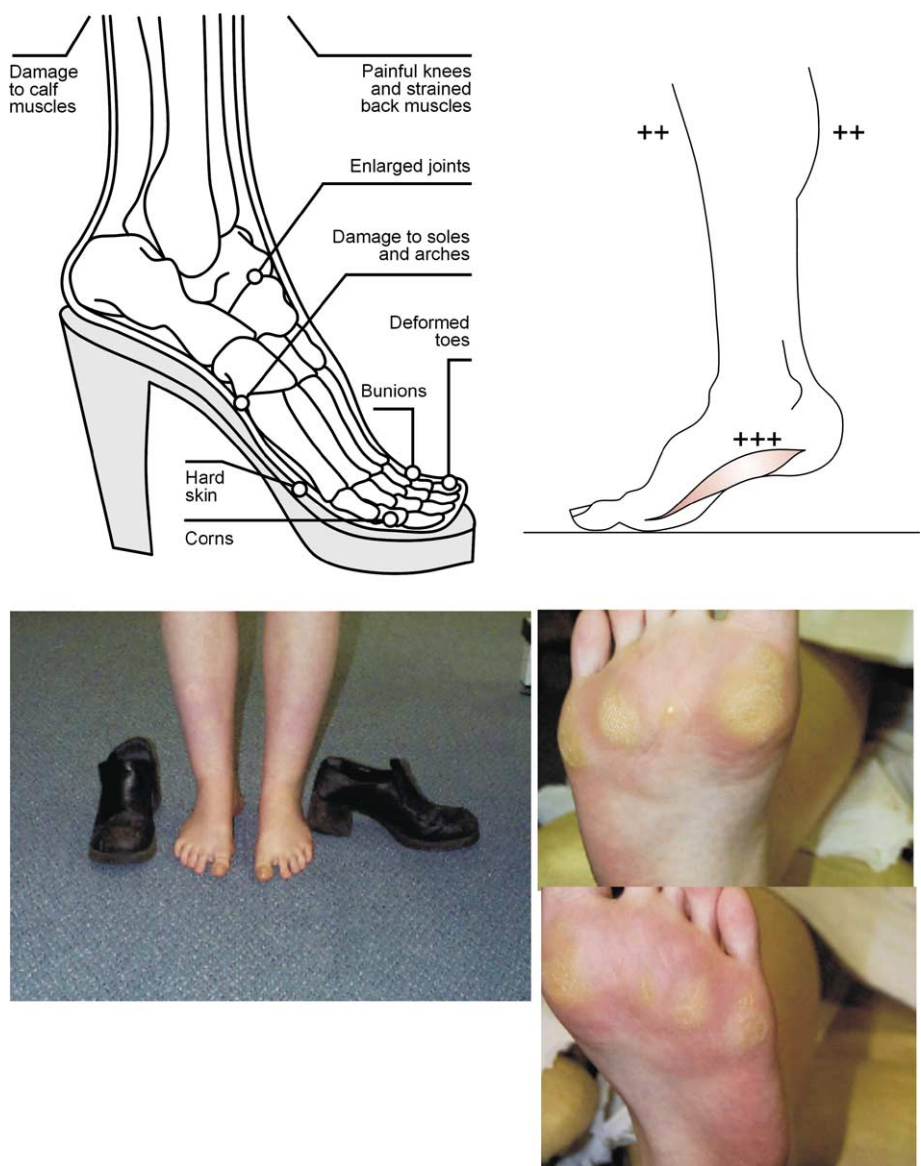 Damage
to calf
muscles
Painful knees
and strained
back muscles
Enlarged joints
Damage to soles
and arches
Deformed
toes
Bunions
Hard
skin
Corns
++
++
+++